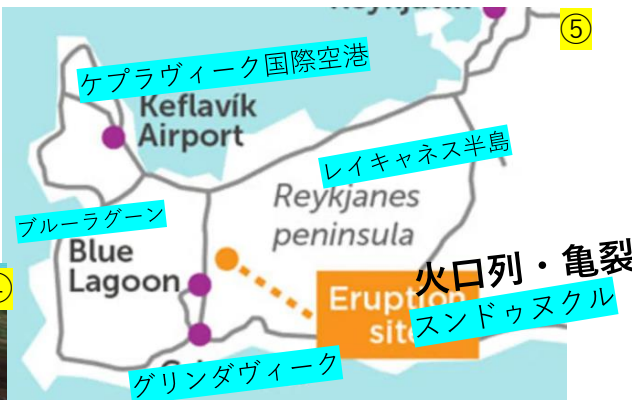 ⑤
ケプラヴィーク国際空港
Keflavík
Airport
レイキャネス半島
Reykjanes
peninsula
ブルーラグーン
Blue
Lagoon
火口列・亀裂
Eruption
スンドゥヌクル
グリンダヴィーク